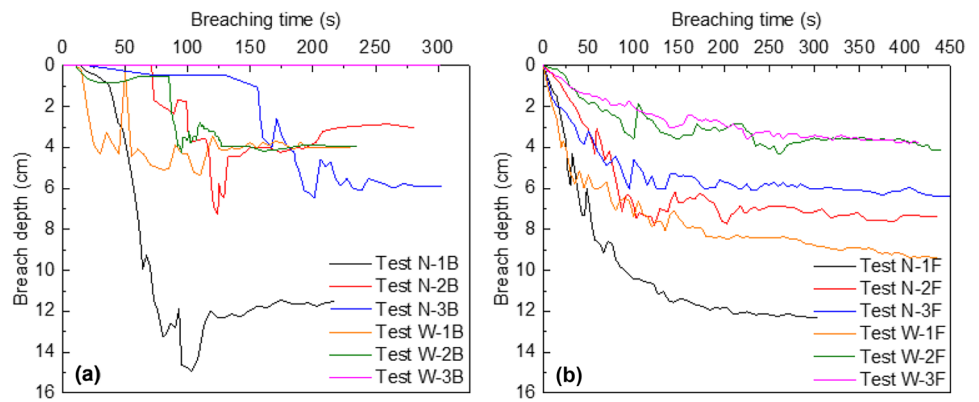 Breaching time (s)
0 50 100 150 200 250 300
Breach depth (cm)
0
2
4
6
8
10
12
14
16
Test N-1B
Test N-2B
Test N-3B
Test W-1B
Test W-2B
Test W-3B
(a)
Breaching time (s)
0 50 100 150 200 250 300 350 400 450
Breach depth (cm)
0
2
4
6
8
10
12
14
16
Test N-1F
Test N-2F
Test N-3F
Test W-1F
Test W-2F
Test W-3F
(b)